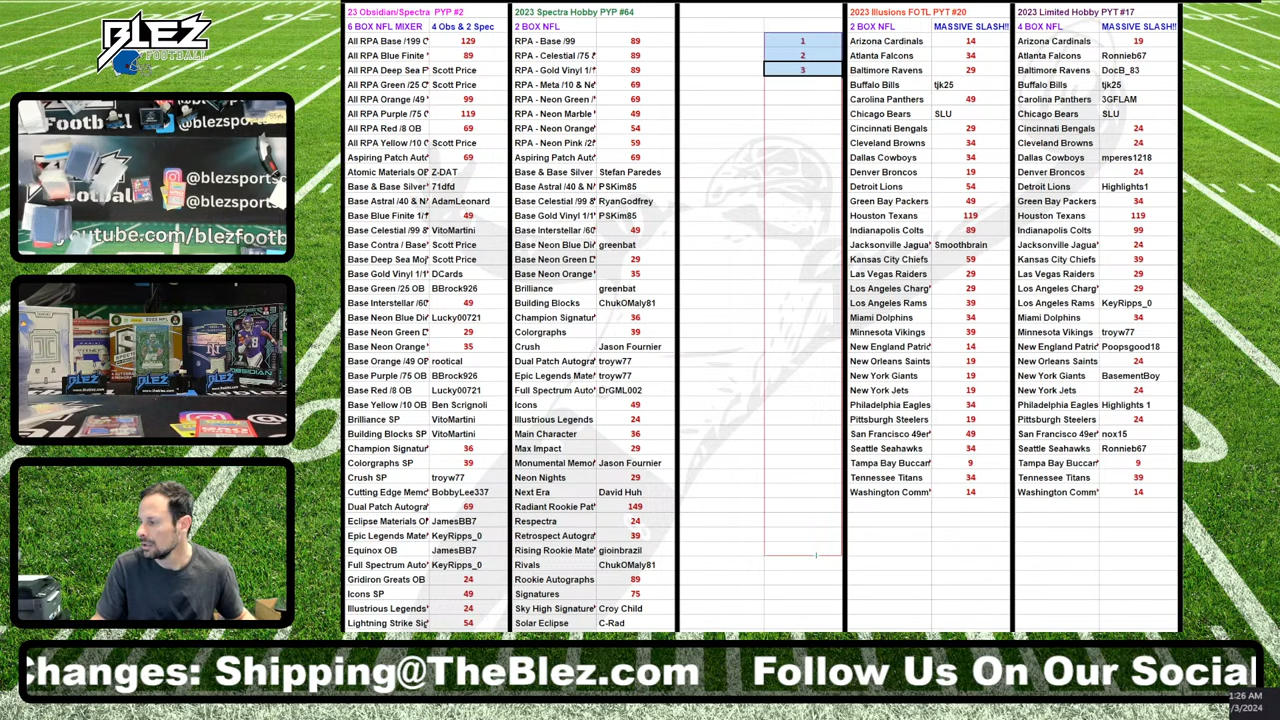 BLEZ
FOOTBALL
Football
@blezsports
@blezsportsc
@blezsp
youtube.com/blezfootb
23 Obsidian/Spectra PYP #2
6 BOX NFL MIXER 4 Obs & 2 Spec
All RPA Base /199 129
All RPA Blue Finite 89
All RPA Deep Sea Scott Price
All RPA Green /25 Scott Price
All RPA Orange /49 99
All RPA Purple /75 119
All RPA Red /8 OB 69
All RPA Yellow /10 Scott Price
Aspiring Patch Aut 69
Atomic Materials O Z-DAT
Base & Base Silver 71dfd
Base Astral /40 & N AdamLeonard
Base Blue Finite 1/ 49
Base Celestial /99 VitoMartini
Base Contra / Base Scott Price
Base Deep Sea Moj Scott Price
Base Gold Vinyl 1/1 DCards
Base Green /25 OB BBrock926
Base Interstellar /60 49
Base Neon Blue Di Lucky00721
Base Neon Green D 29
Base Neon Orange 35
Base Orange /49 OB rootical
Base Purple /75 OB BBrock926
Base Red /8 OB Lucky00721
Base Yellow /10 OB Ben Scrignoli
Brilliance SP VitoMartini
Building Blocks SP VitoMartini
Champion Signatur 36
Colorgraphs SP 39
Crush SP troyw77
Cutting Edge Memo BobbyLee337
Dual Patch Autogra 69
Eclipse Materials O JamesBB7
Epic Legends Mate KeyRipps_0
Equinox OB JamesBB7
Full Spectrum Auto KeyRipps_0
Gridiron Greats OB 24
Icons SP 49
Illustrious Legends 24
Lightning Strike Sig 54
2023 Spectra Hobby PYP #64
2 BOX NFL
RPA - Base /99 89
RPA - Celestial /75 89
RPA - Gold Vinyl 1/ 89
RPA - Meta /10 & Ne 69
RPA - Neon Green / 69
RPA - Neon Marble 49
RPA - Neon Orange 54
RPA - Neon Pink /2 59
Aspiring Patch Aut 69
Base & Base Silver Stefan Paredes
Base Astral /40 & N PSKim85
Base Celestial /99 & RyanGodfrey
Base Gold Vinyl 1/1 PSKim85
Base Interstellar /60 49
Base Neon Blue Di greenbat
Base Neon Green D 29
Base Neon Orange 35
Brilliance greenbat
Building Blocks ChukOMaly81
Champion Signatur 36
Colorgraphs 39
Crush Jason Fournier
Dual Patch Autogra troyw77
Epic Legends Mate troyw77
Full Spectrum Auto DrGML002
Icons 49
Illustrious Legends 24
Main Character 36
Max Impact 29
Monumental Memo Jason Fournier
Neon Nights 29
Next Era David Huh
Radiant Rookie Pat 149
Respectra 24
Retrospect Autogra 39
Rising Rookie Mate gioinbrazil
Rivals ChukOMaly81
Rookie Autographs 89
Signatures 75
Sky High Signature Croy Child
Solar Eclipse C-Rad
1
2
3
2023 Illusions FOTL PYT #20
2 BOX NFL MASSIVE SLASH!!
Arizona Cardinals 14
Atlanta Falcons 34
Baltimore Ravens 29
Buffalo Bills tjk25
Carolina Panthers 49
Chicago Bears SLU
Cincinnati Bengals 29
Cleveland Browns 34
Dallas Cowboys 34
Denver Broncos 19
Detroit Lions 54
Green Bay Packers 49
Houston Texans 119
Indianapolis Colts 89
Jacksonville Jagua Smoothbrain
Kansas City Chiefs 59
Las Vegas Raiders 29
Los Angeles Charg 29
Los Angeles Rams 39
Miami Dolphins 34
Minnesota Vikings 39
New England Patric 14
New Orleans Saints 19
New York Giants 19
New York Jets 19
Philadelphia Eagles 34
Pittsburgh Steelers 19
San Francisco 49er 49
Seattle Seahawks 34
Tampa Bay Buccan 9
Tennessee Titans 34
Washington Comm 14
2023 Limited Hobby PYT #17
4 BOX NFL MASSIVE SLASH!!
Arizona Cardinals 19
Atlanta Falcons Ronnieb67
Baltimore Ravens DocB_83
Buffalo Bills tjk25
Carolina Panthers 3GFLAM
Chicago Bears SLU
Cincinnati Bengals 24
Cleveland Browns 24
Dallas Cowboys mperes1218
Denver Broncos 24
Detroit Lions Highlights1
Green Bay Packers 34
Houston Texans 119
Indianapolis Colts 99
Jacksonville Jagua 24
Kansas City Chiefs 39
Las Vegas Raiders 29
Los Angeles Charg 29
Los Angeles Rams KeyRipps_0
Miami Dolphins 34
Minnesota Vikings troyw77
New England Patric Poopsgood18
New Orleans Saints 24
New York Giants BasementBoy
New York Jets 24
Philadelphia Eagles Highlights 1
Pittsburgh Steelers 24
San Francisco 49er nox15
Seattle Seahawks Ronnieb67
Tampa Bay Buccan 9
Tennessee Titans 39
Washington Comm 14
Changes: Shipping@TheBlez.com Follow Us On Our Social
1:26 AM
/3/2024